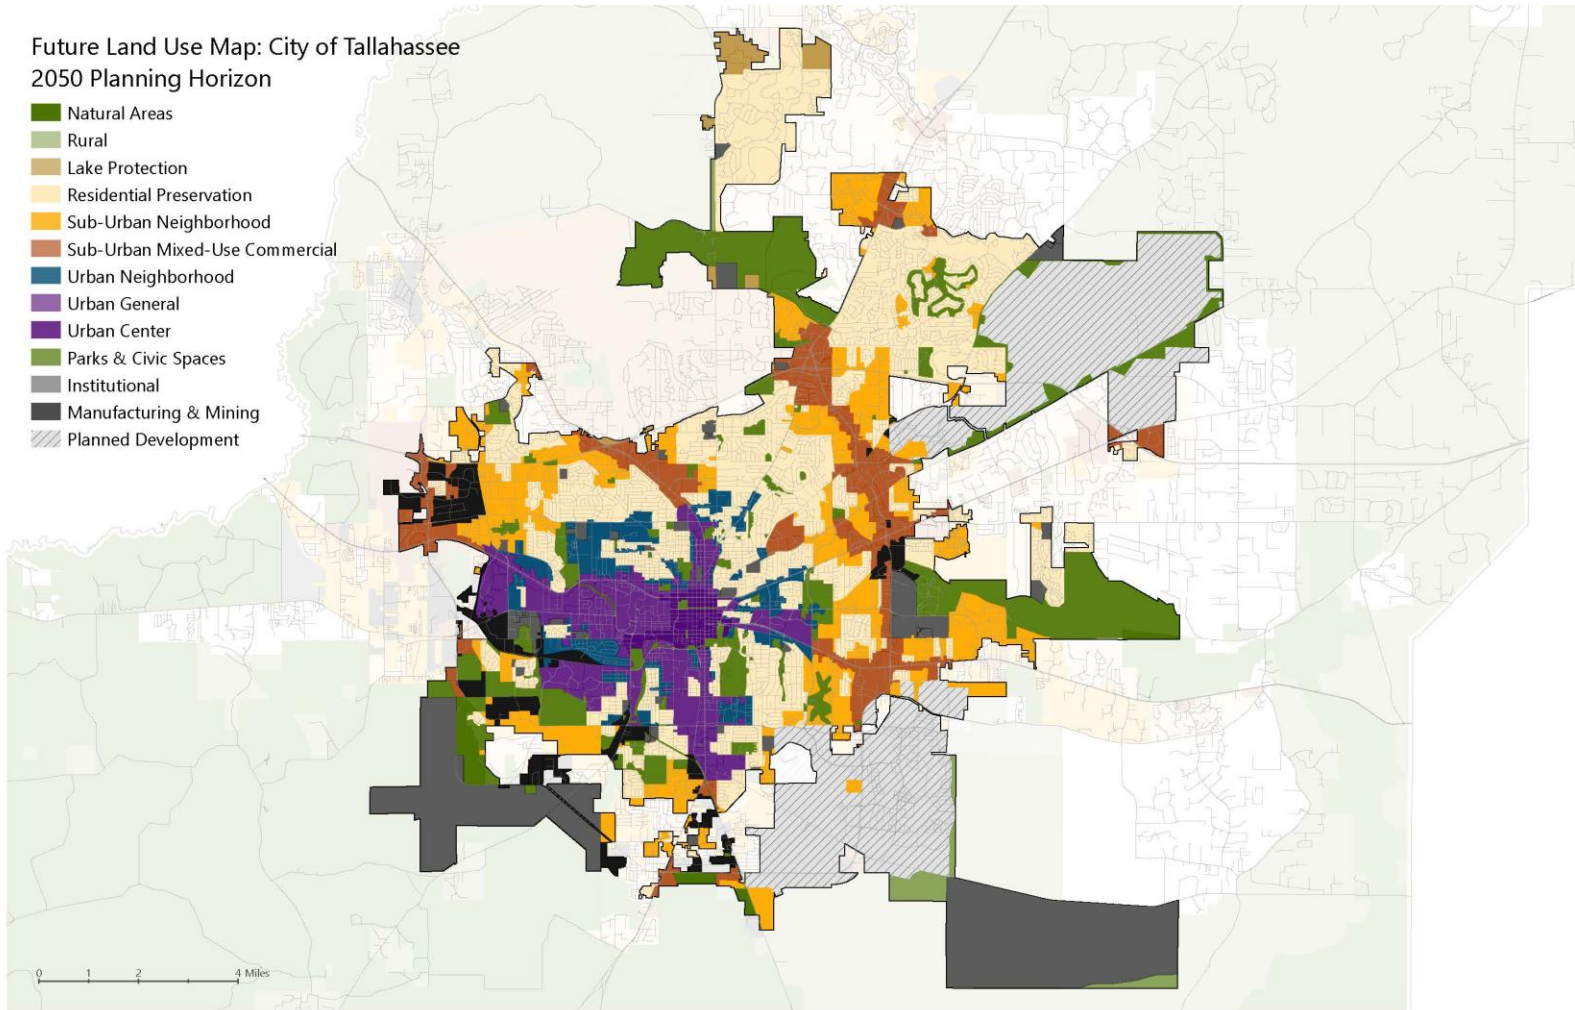 Future Land Use Map: City of Tallahassee
2050 Planning Horizon
Natural Areas
Rural
Lake Protection
Residential Preservation
Sub-Urban Neighborhood
Sub-Urban Mixed-Use Commercial
Urban Neighborhood
Urban General
Urban Center
Parks & Civic Spaces
Institutional
Manufacturing & Mining
Planned Development
0 1 2 4 Miles